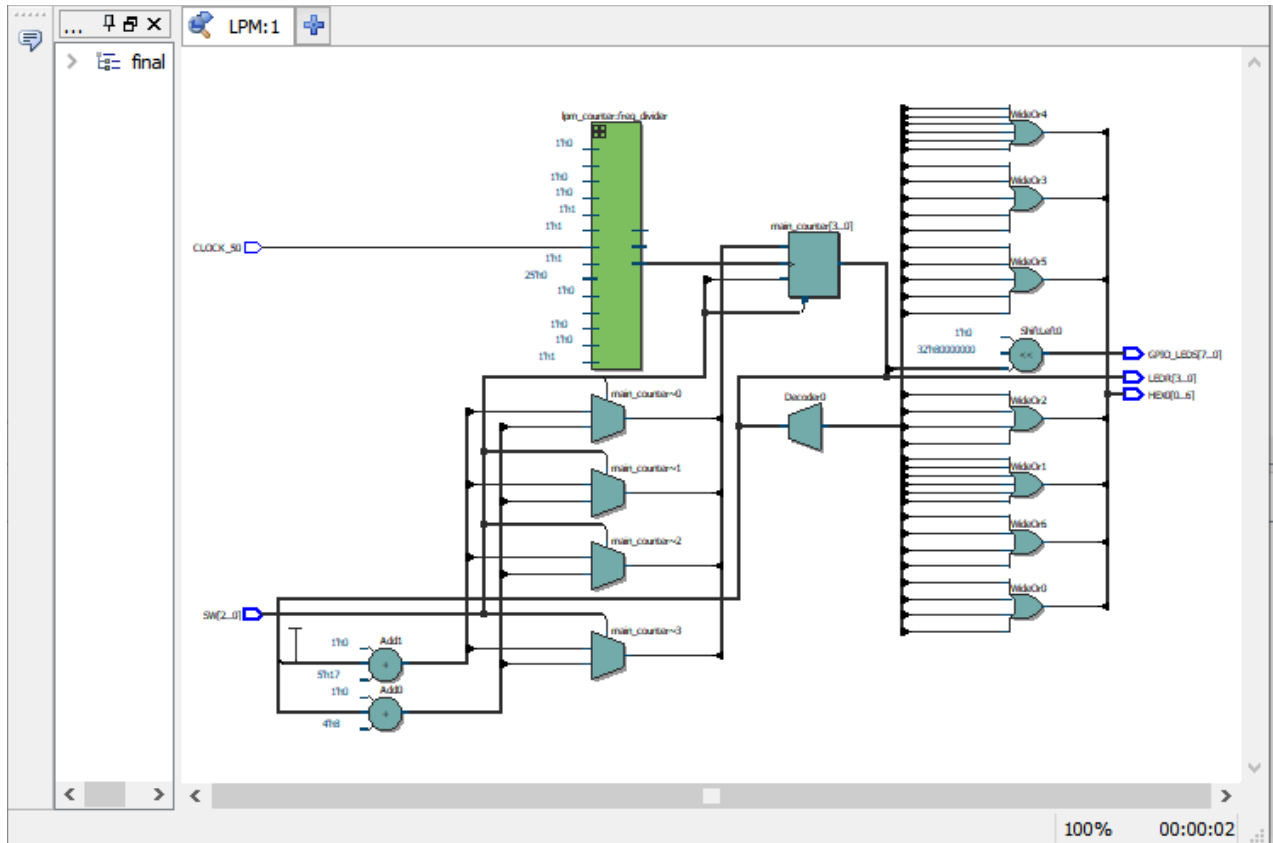 ...
LPM:1
final
lpm_counter:freq_divider
1'h0
1'h0
1'h0
1'h1
1'h1
CLOCK_50
1'h1
25'h0
1'h0
1'h0
1'h0
1'h1
main_counter[3..0]
main_counter~0
main_counter~1
main_counter~2
main_counter~3
SW[2..0]
1'h0
Add1
5'h17
1'h0
Add0
4'h8
+
+
Decoder0
WideOr4
WideOr3
WideOr5
1'h0
ShiftLeft0
32'h80000000
<<
GPIO_LEDS[7..0]
LEDR[3..0]
HEX0[0..6]
WideOr2
WideOr1
WideOr6
WideOr0
100% 00:00:02